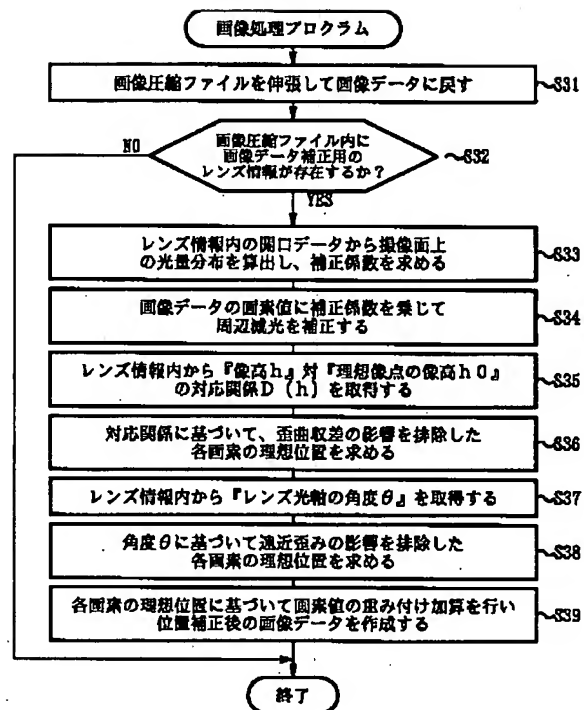 画像処理プログラム
画像圧縮ファイルを伸張して画像データに戻す
S31
画像圧縮ファイル内に
画像データ補正用の
レンズ情報が存在するか?
S32
NO
YES
レンズ情報内の開口データから撮像面上
の光量分布を算出し、補正係数を求める
S33
画像データの画素値に補正係数を乗じて
周辺減光を補正する
S34
レンズ情報内から『像高h』対『理想像点の像高h0』
の対応関係D(h)を取得する
S35
対応関係に基づいて、歪曲収差の影響を排除した
各画素の理想位置を求める
S36
レンズ情報内から『レンズ光軸の角度θ』を取得する
S37
角度θに基づいて遠近歪みの影響を排除した
各画素の理想位置を求める
S38
各画素の理想位置に基づいて画素値の重み付け加算を行い
位置補正後の画像データを作成する
S39
終了